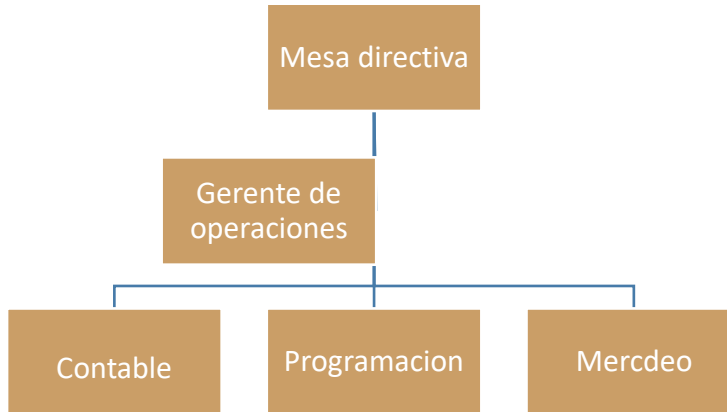 Mesa directiva
Gerente de
operaciones
Contable
Programacion
Mercdeo